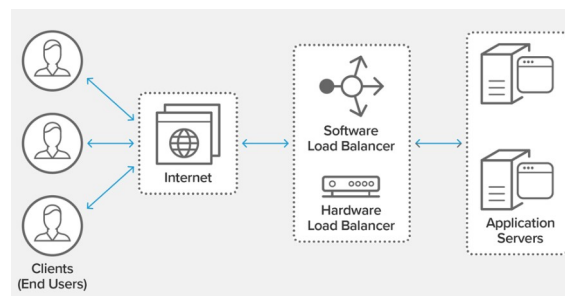 Clients
(End Users)
Internet
Software
Load Balancer
Hardware
Load Balancer
Application
Servers